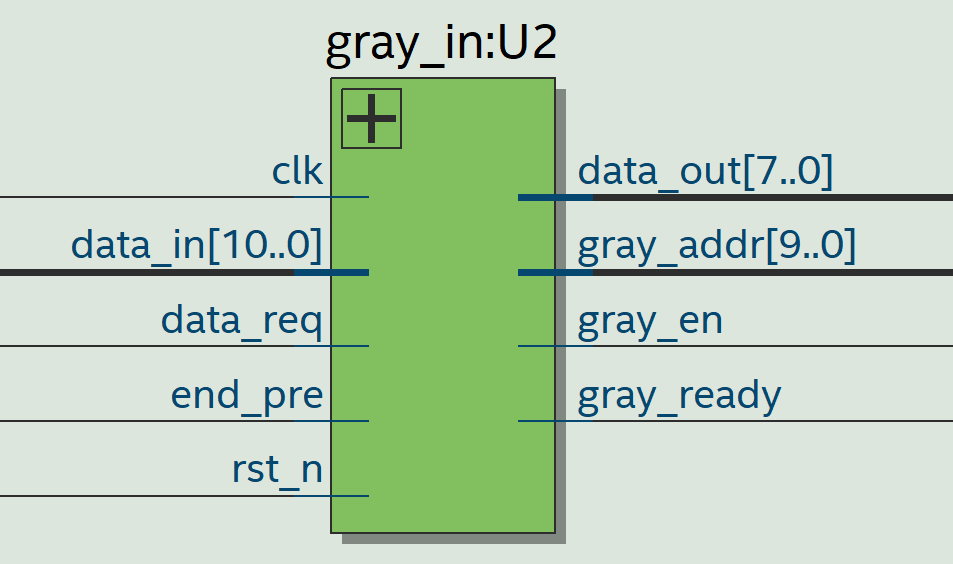 gray_in:U2
clk
data_in[10..0]
data_req
end_pre
rst_n
data_out[7..0]
gray_addr[9..0]
gray_en
gray_ready